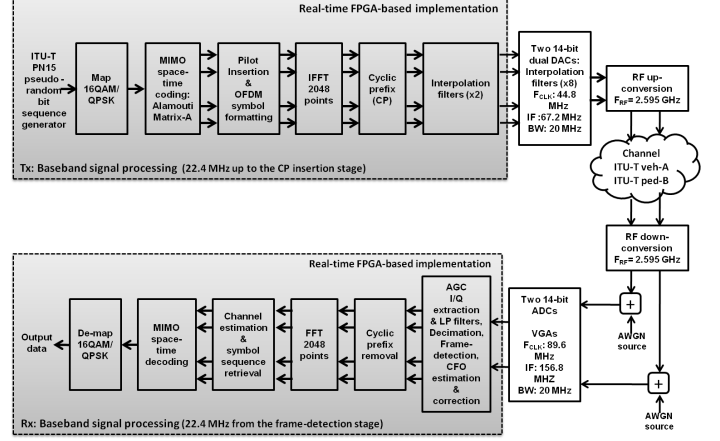 Real-time FPGA-based implementation
ITU-T
PN15
pseudo-
random
bit
sequence
generator
Map
16QAM/
QPSK
MIMO
space-
time
coding:
Alamouti
Matrix-A
Pilot
Insertion
&
OFDM
symbol
formatting
IFFT
2048
points
Cyclic
prefix
(CP)
Interpolation
filters (x2)
Two 14-bit
dual DACs:
Interpolation
filters (x8)
FCLK: 44.8
MHz
IF:67.2 MHz
BW: 20 MHz
RF up-
conversion
FRF= 2.595 GHz
Tx: Baseband signal processing (22.4 MHz up to the CP insertion stage)
Channel
ITU-T veh-A
ITU-T ped-B
RF down-
conversion
FRF= 2.595 GHz
Real-time FPGA-based implementation
Output
data
De-map
16QAM/
QPSK
MIMO
space-
time
decoding
Channel
estimation &
symbol
sequence
retrieval
FFT
2048
points
Cyclic
prefix
removal
AGC
I/Q
extraction
& LP filters,
Decimation,
Frame-
detection,
CFO
estimation
&
correction
Two 14-bit
ADCs
VGAs
FCLK: 89.6
MHz
IF: 156.8
MHZ
BW: 20 MHz
+
AWGN
source
+
AWGN
source
Rx: Baseband signal processing (22.4 MHz from the frame-detection stage)